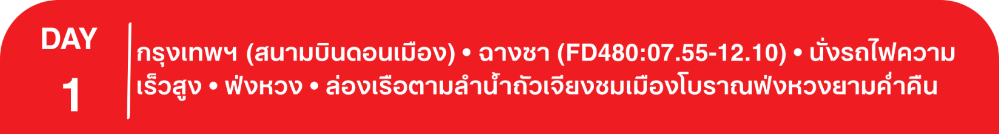 DAY
1
กรุงเทพฯ (สนามบินดอนเมือง) • ฉางซา (FD480:07.55-12.10) • นั่งรถไฟความ
เร็วสูง • ฟ่งหวง • ล่องเรือตามลำน้ำถัวเจียงชมเมืองโบราณฟ่งหวงยามค่ำคืน